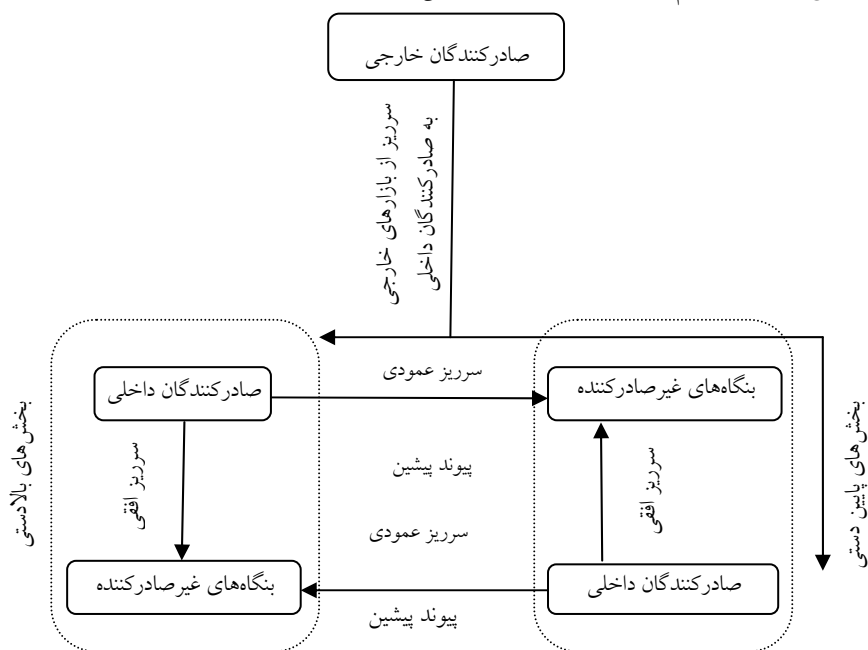 صادرکنندگان خارجی
سرریز از بازارهای خارجی
به صادرکنندگان داخلی
بخش‌های پایین دستی
بنگاه‌های غیرصادرکننده
سرریز افقی
صادرکنندگان داخلی
سرریز عمودی
پیوند پیشین
سرریز عمودی
پیوند پیشین
صادرکنندگان داخلی
سرریز افقی
بنگاه‌های غیرصادرکننده
بخش‌های بالادستی